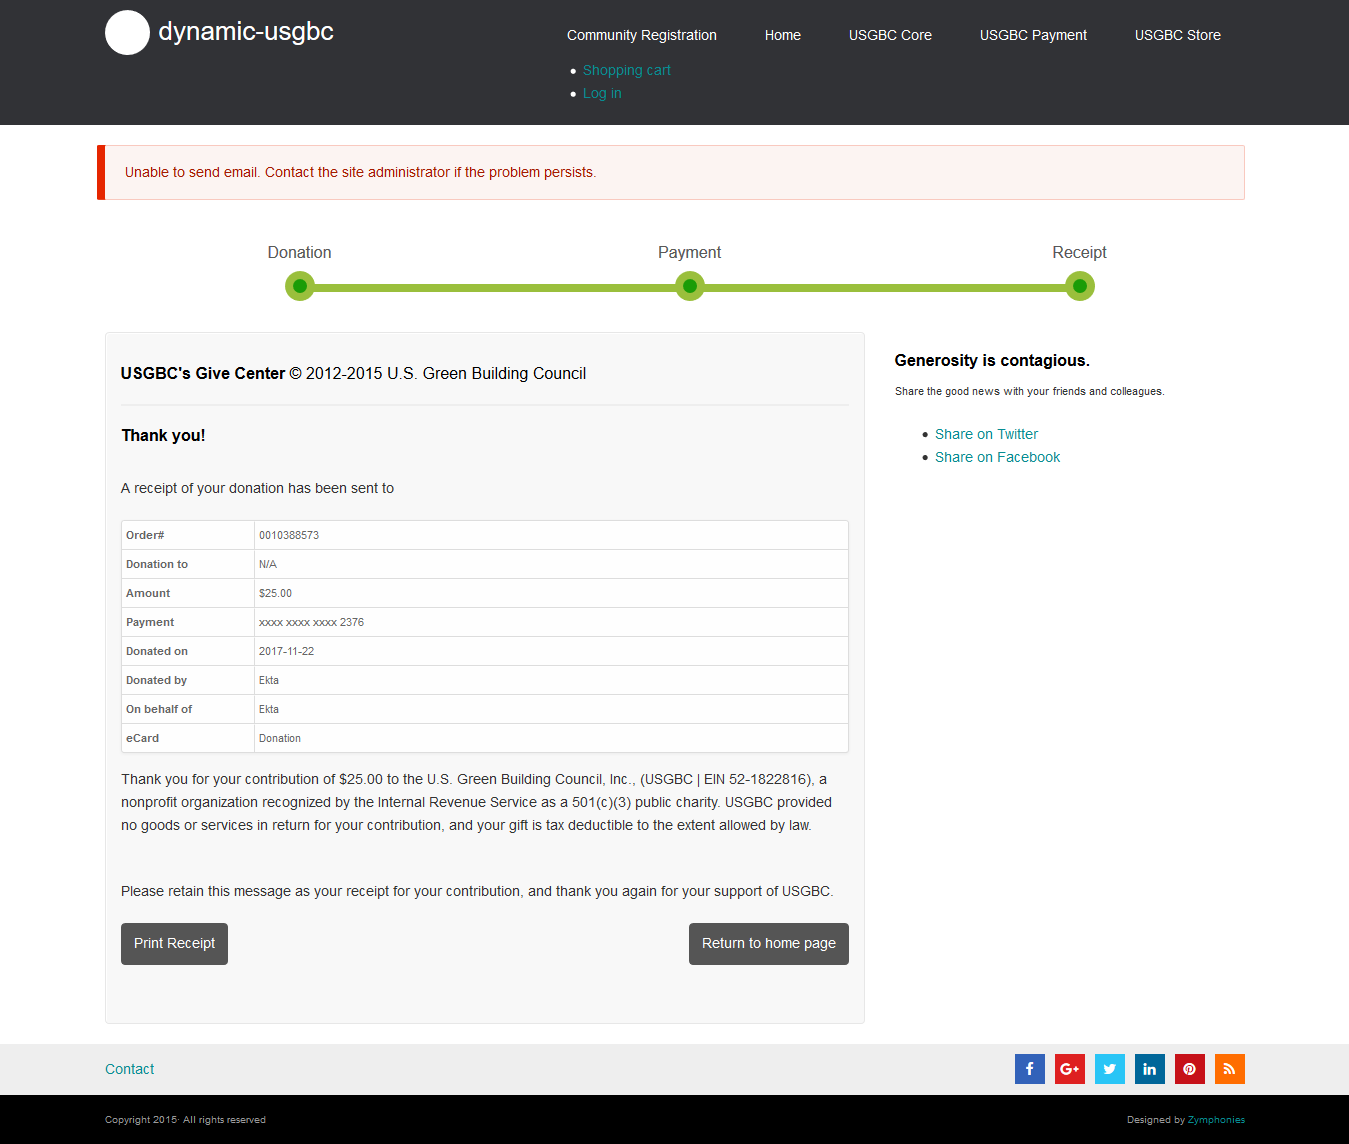 dynamic-usgbc
Community Registration Home USGBC Core USGBC Payment USGBC Store
Shopping cart
Log in
Unable to send email. Contact the site administrator if the problem persists.
Donation Payment Receipt
USGBC's Give Center © 2012-2015 U.S. Green Building Council
Thank you!
A receipt of your donation has been sent to
Order# 0010388573
Donation to N/A
Amount $25.00
Payment xxxx xxxx xxxx 2376
Donated on 2017-11-22
Donated by Ekta
On behalf of Ekta
eCard Donation
Thank you for your contribution of $25.00 to the U.S. Green Building Council, Inc., (USGBC | EIN 52-1822816), a
nonprofit organization recognized by the Internal Revenue Service as a 501(c)(3) public charity. USGBC provided
no goods or services in return for your contribution, and your gift is tax deductible to the extent allowed by law.
Please retain this message as your receipt for your contribution, and thank you again for your support of USGBC.
Print Receipt Return to home page
Generosity is contagious.
Share the good news with your friends and colleagues.
Share on Twitter
Share on Facebook
Contact
Copyright 2015· All rights reserved
Designed by Zymphonies